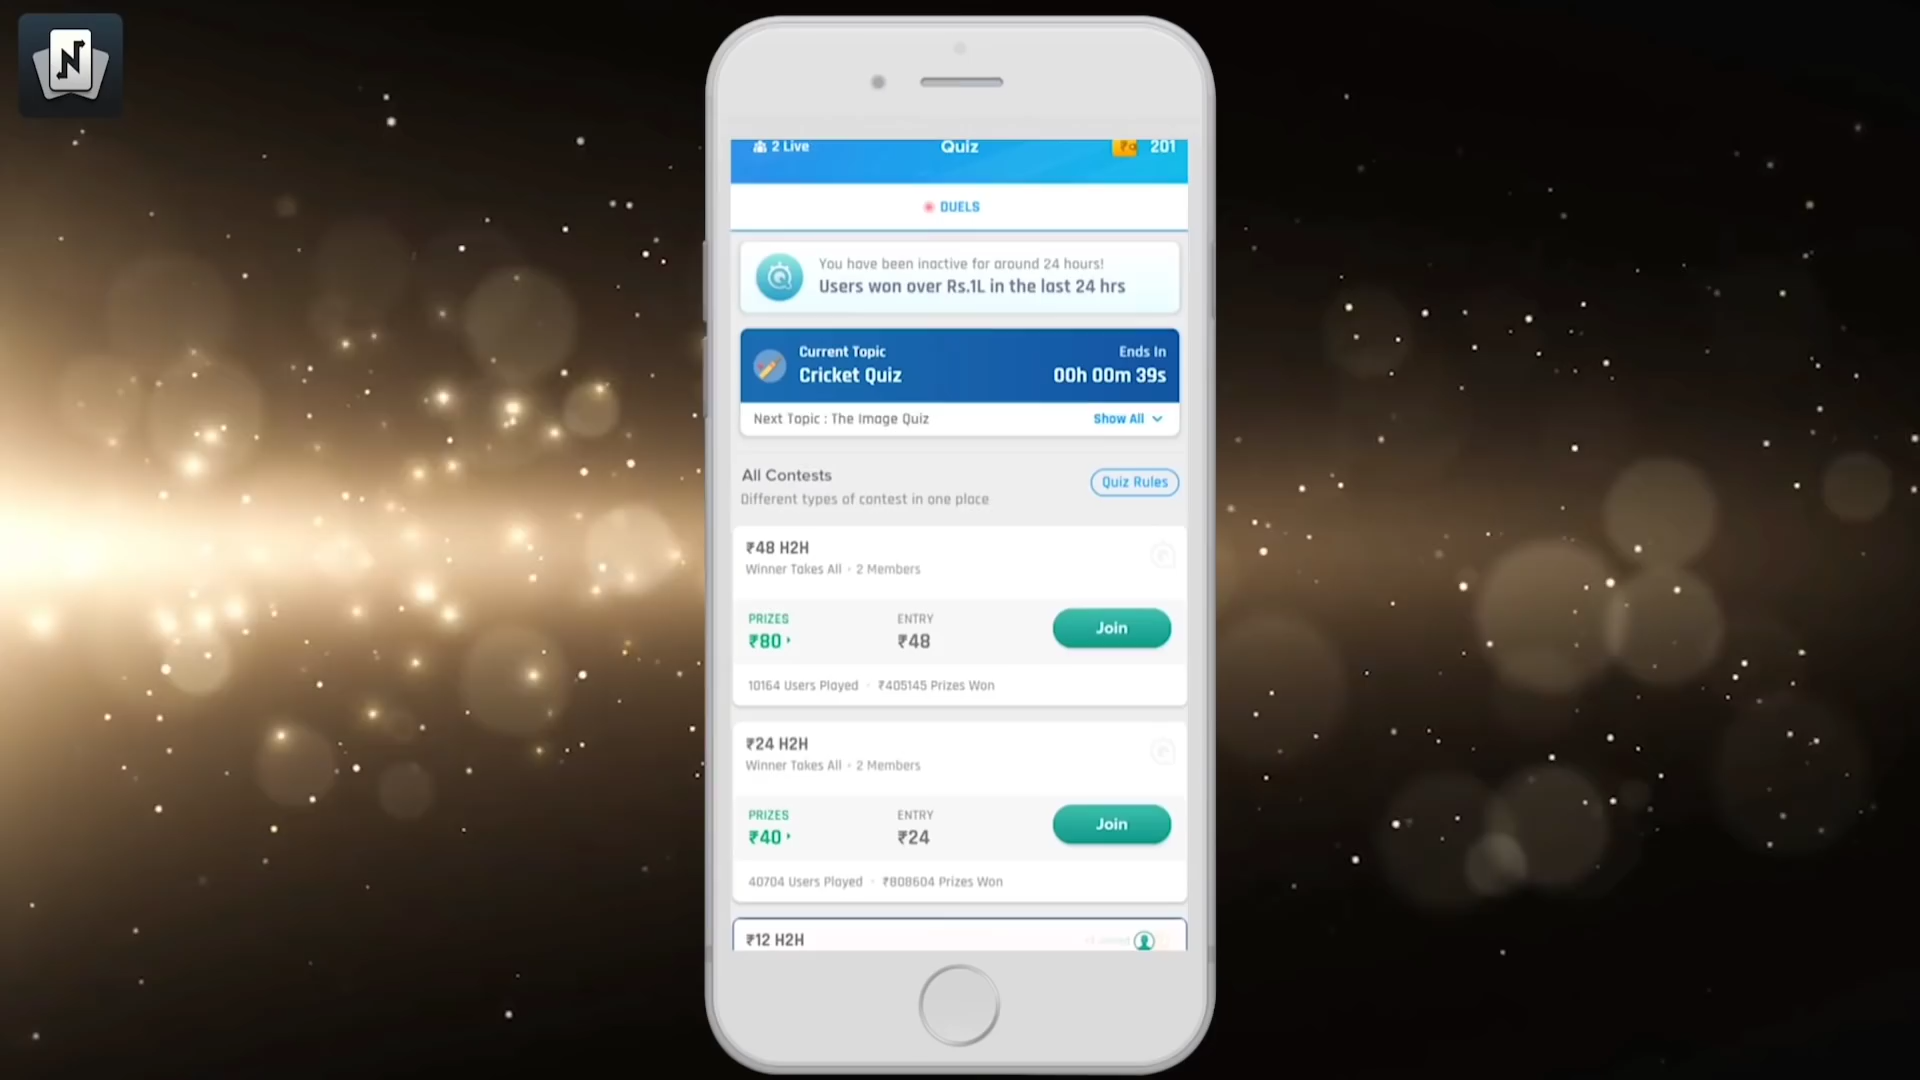 N
2 Live
Quiz
201
DUELS
You have been inactive for around 24 hours!
Users won over Rs.1L in the last 24 hrs
Current Topic
Ends In
Cricket Quiz
00h 00m 39s
Next Topic : The Image Quiz
Show All
All Contests
Quiz Rules
Different types of contest in one place
₹48 H2H
Winner Takes All • 2 Members
PRIZES
ENTRY
₹80
₹48
Join
10164 Users Played • ₹405145 Prizes Won
₹24 H2H
Winner Takes All • 2 Members
PRIZES
ENTRY
₹40
₹24
Join
40704 Users Played • ₹808604 Prizes Won
₹12 H2H